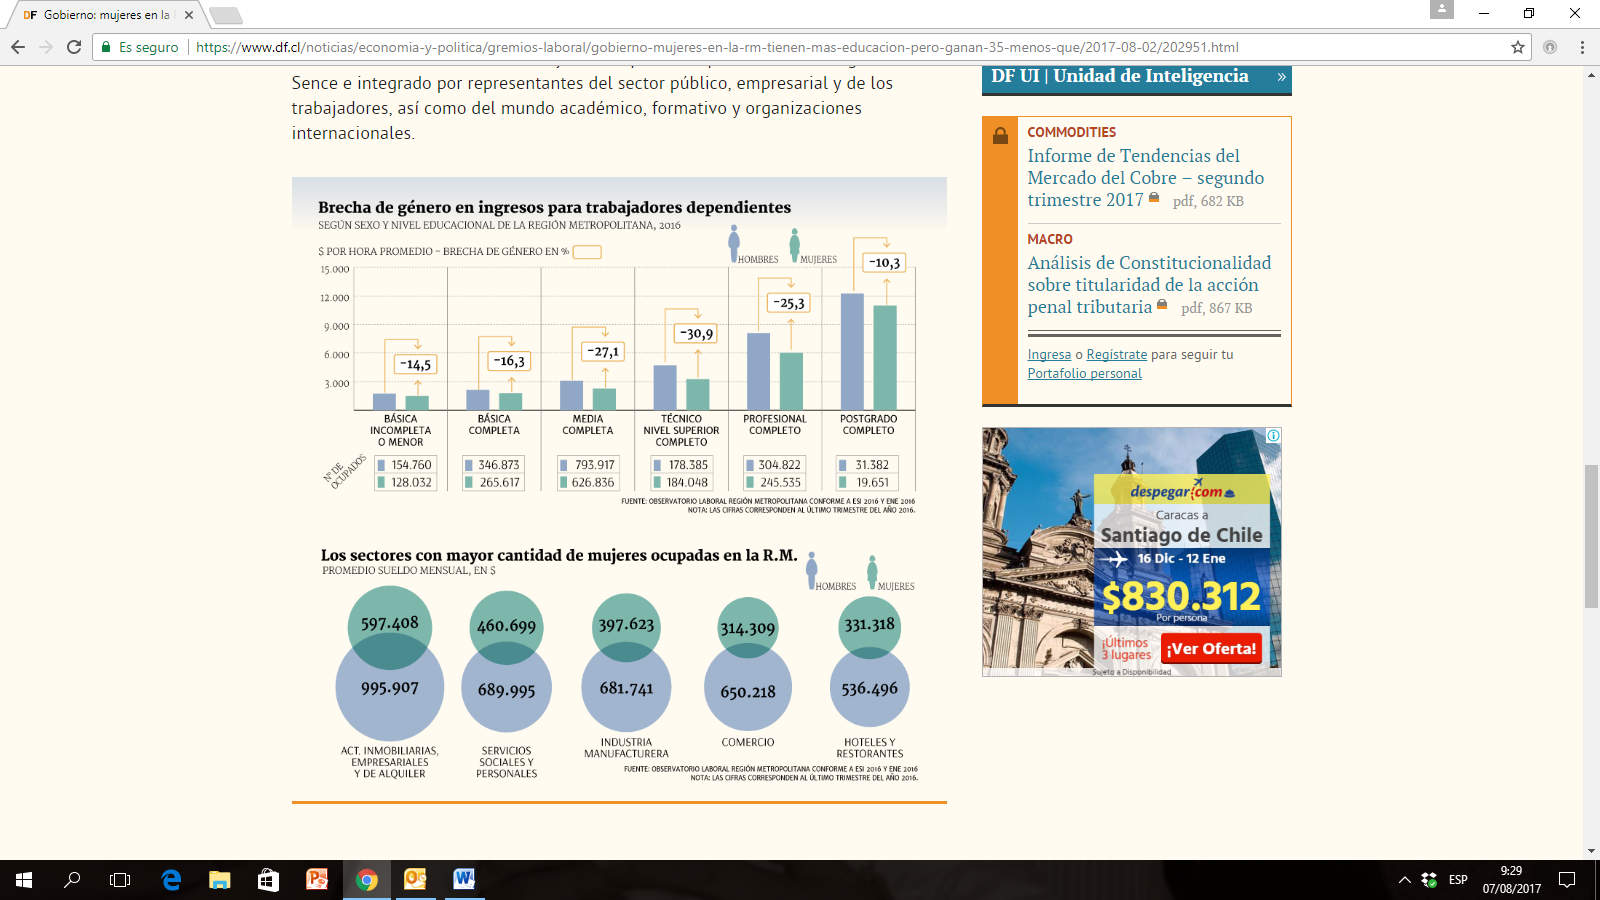 DF Gobierno: mujeres en la
Es seguro https://www.df.cl/noticias/economia-y-politica/gremios-laboral/gobierno-mujeres-en-la-rm-tienen-mas-educacion-pero-ganan-35-menos-que/2017-08-02/202951.html
Sence e integrado por representantes del sector público, empresarial y de los
trabajadores, así como del mundo académico, formativo y organizaciones
internacionales.
Brecha de género en ingresos para trabajadores dependientes
SEGÚN SEXO Y NIVEL EDUCACIONAL DE LA REGIÓN METROPOLITANA, 2016
$ POR HORA PROMEDIO - BRECHA DE GÉNERO EN %
HOMBRES MUJERES
15.000
12.000
9.000
6.000
3.000
-14,5 -16,3 -27,1 -30,9 -25,3 -10,3
BÁSICA INCOMPLETA O MENOR
BÁSICA COMPLETA
MEDIA COMPLETA
TÉCNICO NIVEL SUPERIOR COMPLETO
PROFESIONAL COMPLETO
POSTGRADO COMPLETO
Nº DE OCUPADOS
154.760 346.873 793.917 178.385 304.822 31.382
128.032 265.617 626.836 184.048 245.535 19.651
FUENTE: OBSERVATORIO LABORAL REGIÓN METROPOLITANA CONFORME A ESI 2016 Y ENE 2016
NOTA: LAS CIFRAS CORRESPONDEN AL ÚLTIMO TRIMESTRE DEL AÑO 2016.
Los sectores con mayor cantidad de mujeres ocupadas en la R.M.
PROMEDIO SUELDO MENSUAL, EN $
HOMBRES MUJERES
597.408 460.699 397.623 314.309 331.318
995.907 689.995 681.741 650.218 536.496
ACT. INMOBILIARIAS, EMPRESARIALES Y DE ALQUILER
SERVICIOS SOCIALES Y PERSONALES
INDUSTRIA MANUFACTURERA
COMERCIO
HOTELES Y RESTORANTES
FUENTE: OBSERVATORIO LABORAL REGIÓN METROPOLITANA CONFORME A ESI 2016 Y ENE 2016
NOTA: LAS CIFRAS CORRESPONDEN AL ÚLTIMO TRIMESTRE DEL AÑO 2016.
DF UI | Unidad de Inteligencia »
COMMODITIES
Informe de Tendencias del
Mercado del Cobre – segundo
trimestre 2017 pdf, 682 KB
MACRO
Análisis de Constitucionalidad
sobre titularidad de la acción
penal tributaria pdf, 867 KB
Ingresa o Regístrate para seguir tu
Portafolio personal
despegar.com
Caracas a
Santiago de Chile
16 Dic - 12 Ene
$830.312
Por persona
¡Últimos
3 lugares
¡Ver Oferta!
Sujeto a Disponibilidad
ESP
9:29
07/08/2017